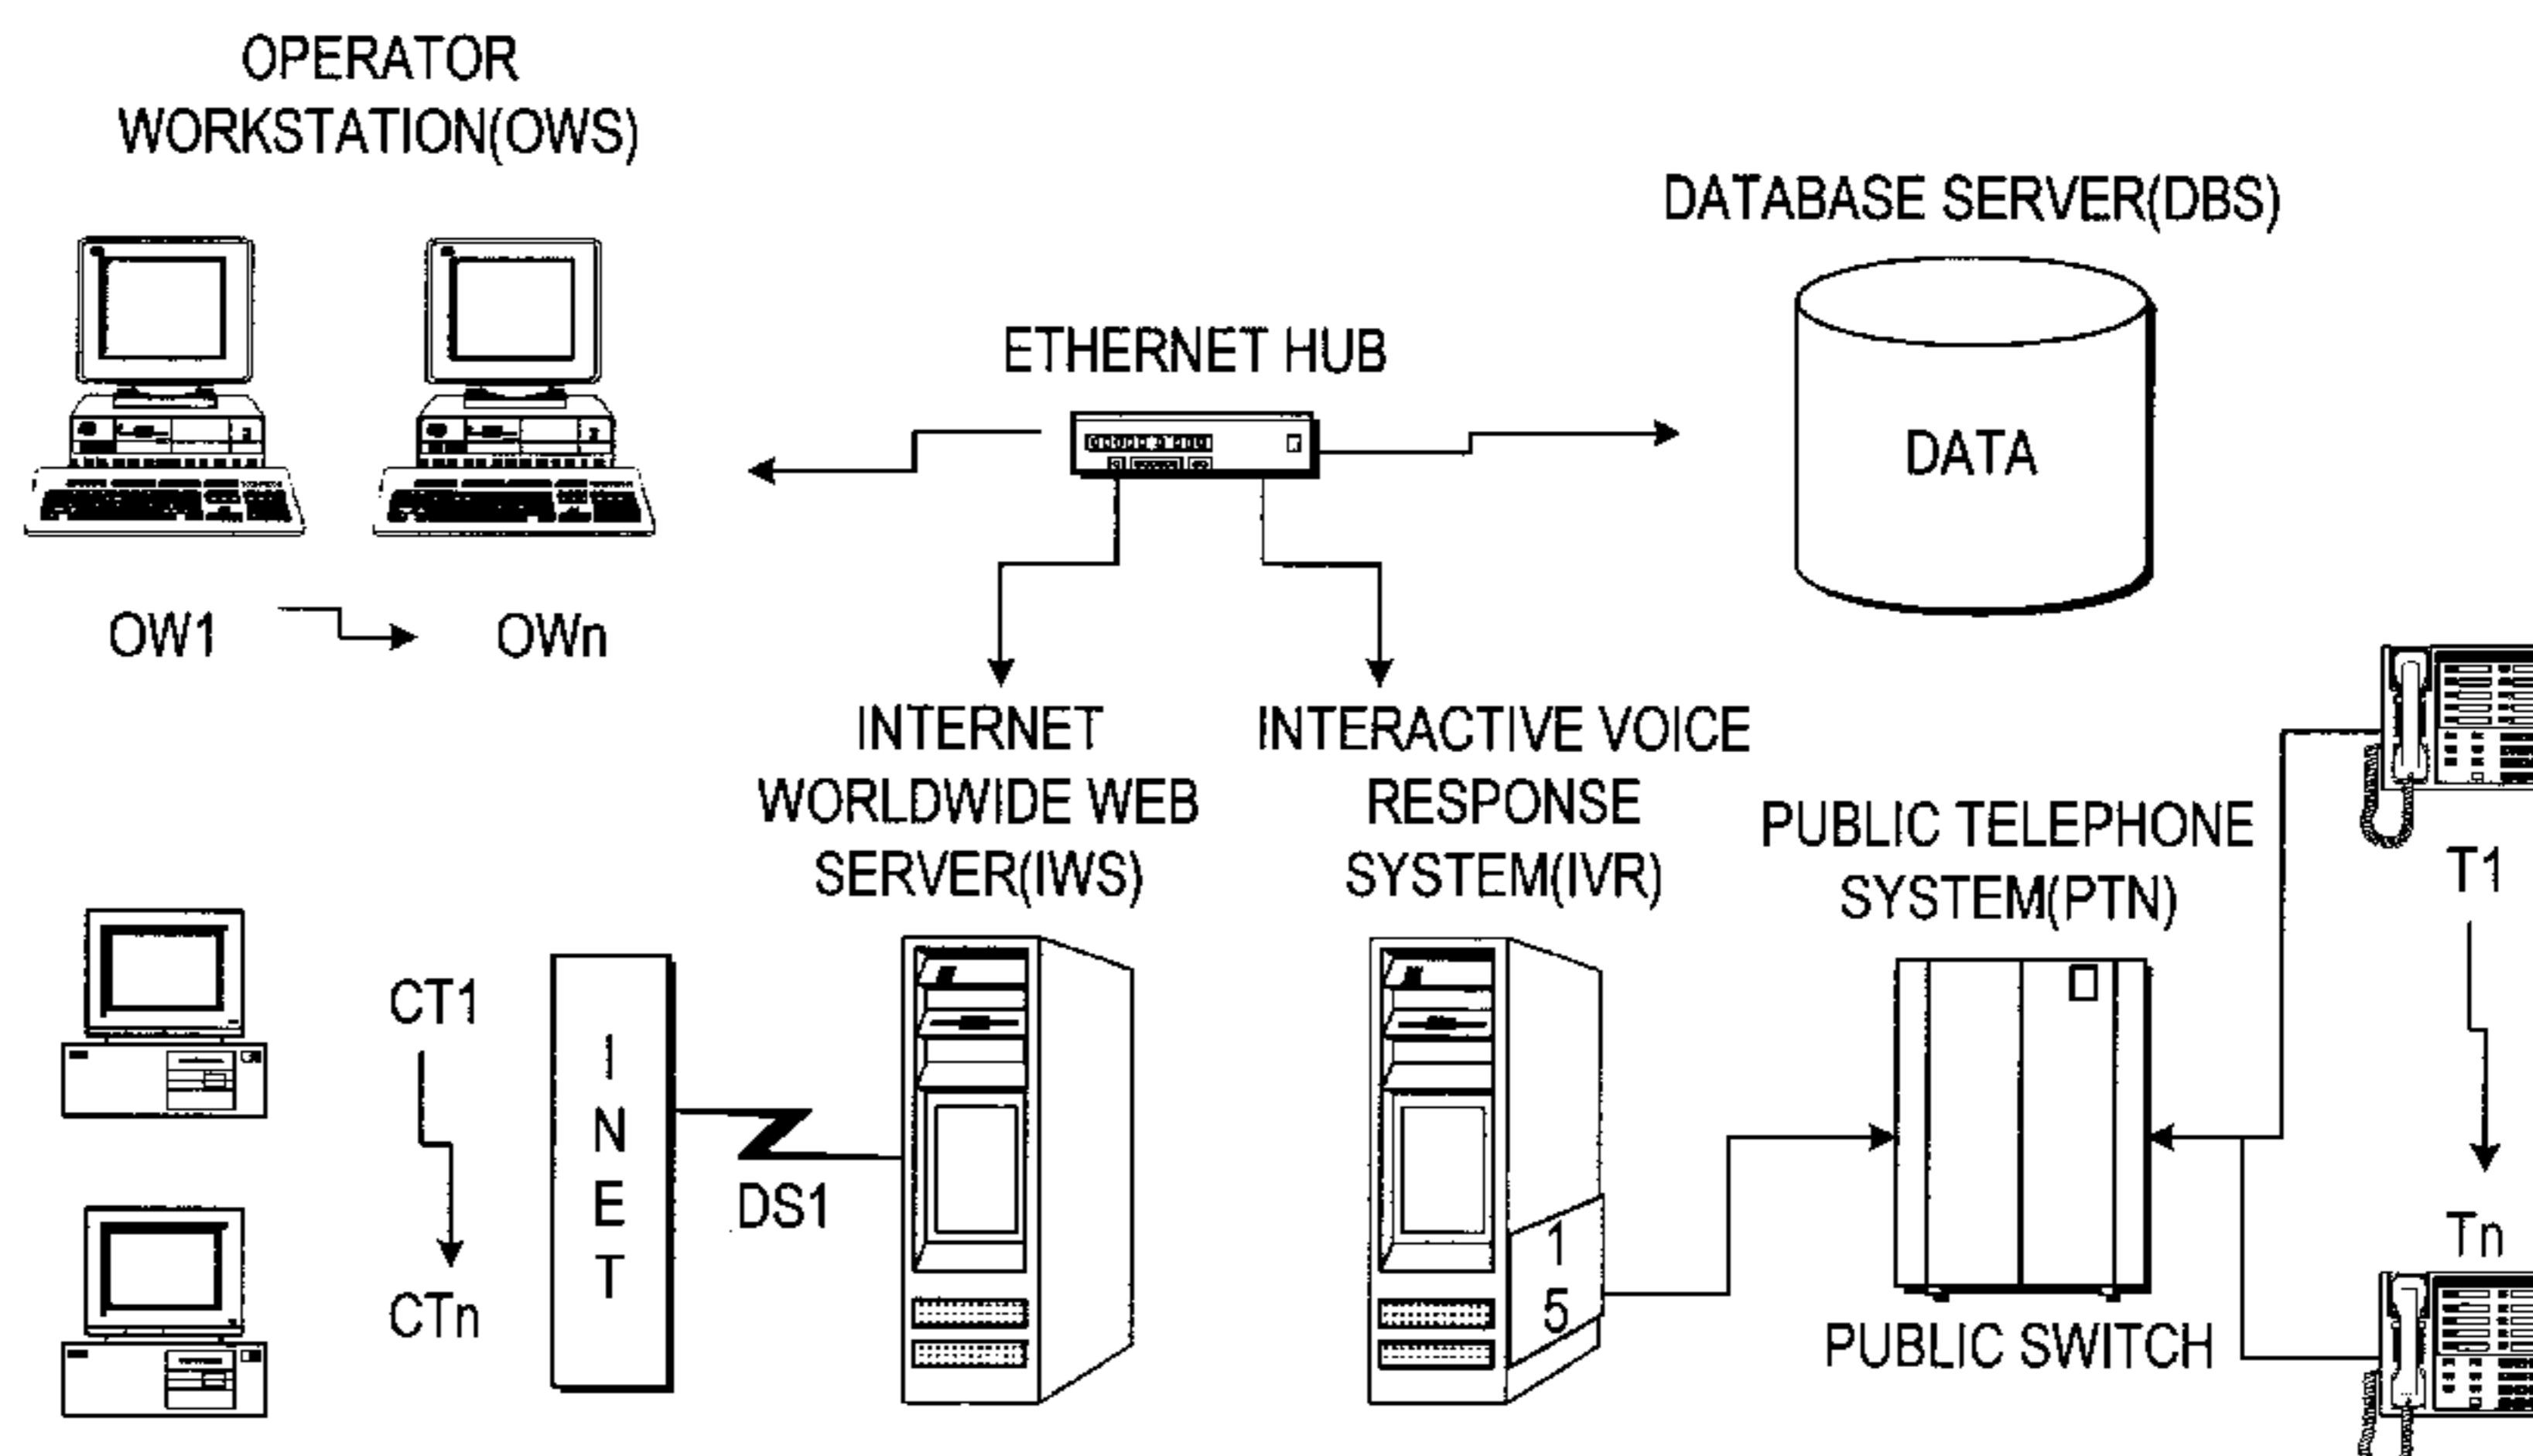 OPERATOR
WORKSTATION(OWS)
DATABASE SERVER(DBS)
ETHERNET HUB
DATA
OW1
OWn
INTERNET
WORLDWIDE WEB
SERVER(IWS)
INTERACTIVE VOICE
RESPONSE
SYSTEM(IVR)
PUBLIC TELEPHONE
SYSTEM(PTN)
T1
CT1
CTn
INET
DS1
1
5
Tn
PUBLIC SWITCH